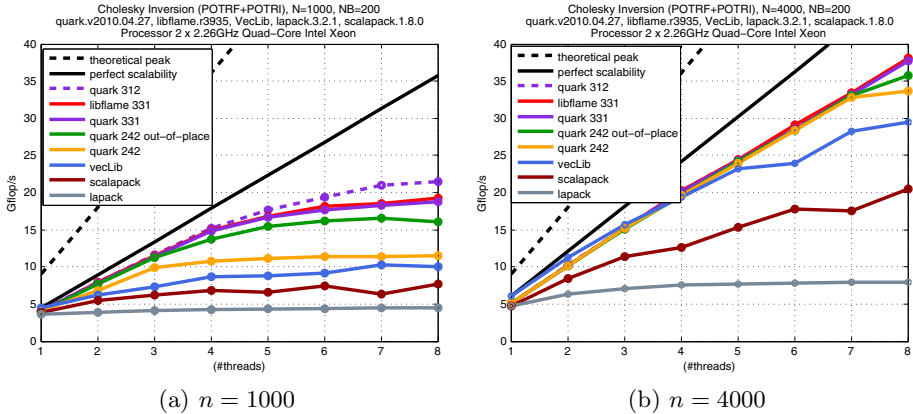 Cholesky Inversion (POTRF+POTRI), N=1000, NB=200
quark.v2010.04.27, libflame.r3935, VecLib, lapack.3.2.1, scalapack.1.8.0
Processor 2 x 2.26GHz Quad-Core Intel Xeon
40
35
30
25
20
15
10
5
0
Gflop/s
theoretical peak
perfect scalability
quark 312
libflame 331
quark 331
quark 242 out-of-place
quark 242
vecLib
scalapack
lapack
1 2 3 4 5 6 7 8
(#threads)
(a) n = 1000
Cholesky Inversion (POTRF+POTRI), N=4000, NB=200
quark.v2010.04.27, libflame.r3935, VecLib, lapack.3.2.1, scalapack.1.8.0
Processor 2 x 2.26GHz Quad-Core Intel Xeon
40
35
30
25
20
15
10
5
0
Gflop/s
theoretical peak
perfect scalability
quark 312
libflame 331
quark 331
quark 242 out-of-place
quark 242
vecLib
scalapack
lapack
1 2 3 4 5 6 7 8
(#threads)
(b) n = 4000